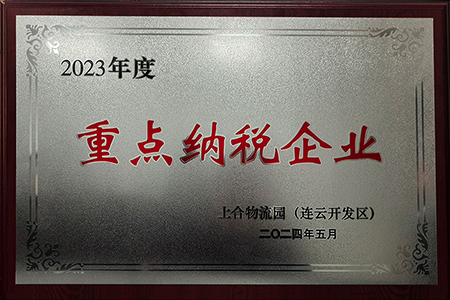 2023年度
重点纳税企业
上合物流园（连云开发区）
二〇二四年五月